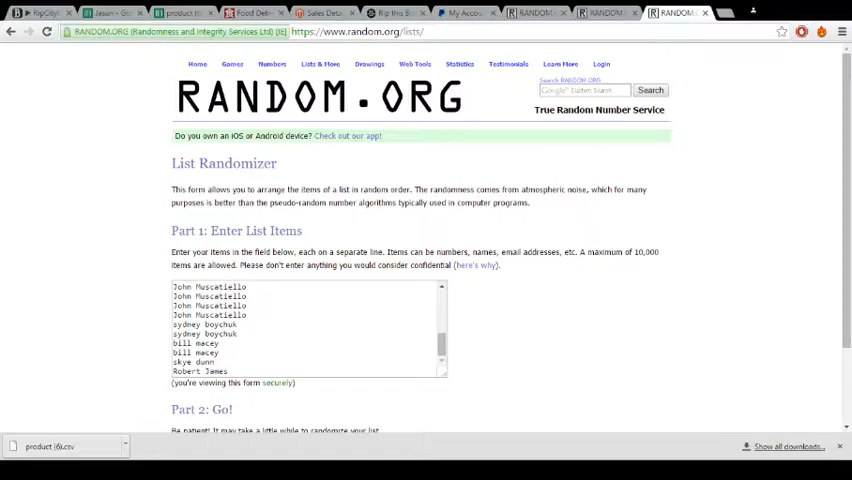 RipCity
Jason - Go
product (
Food Deli
Sales Deta
Rip this B
My Accou
RANDOM
RANDOM
RANDOM
RANDOM.ORG (Randomness and Integrity Services Ltd) [IE] https://www.random.org/lists/
Home Games Numbers Lists & More Drawings Web Tools Statistics Testimonials Learn More Login
RANDOM.ORG
Search RANDOM.ORG
Google™ Custom Search Search
True Random Number Service
Do you own an iOS or Android device? Check out our app!
List Randomizer
This form allows you to arrange the items of a list in random order. The randomness comes from atmospheric noise, which for many
purposes is better than the pseudo-random number algorithms typically used in computer programs.
Part 1: Enter List Items
Enter your items in the field below, each on a separate line. Items can be numbers, names, email addresses, etc. A maximum of 10,000
items are allowed. Please don't enter anything you would consider confidential (here's why).
John Muscatiello
John Muscatiello
John Muscatiello
John Muscatiello
sydney boychuk
sydney boychuk
bill macey
bill macey
skye dunn
Robert James
(you're viewing this form securely)
Part 2: Go!
Be patient! It may take a little while to randomize your list
product (6).csv
Show all downloads...